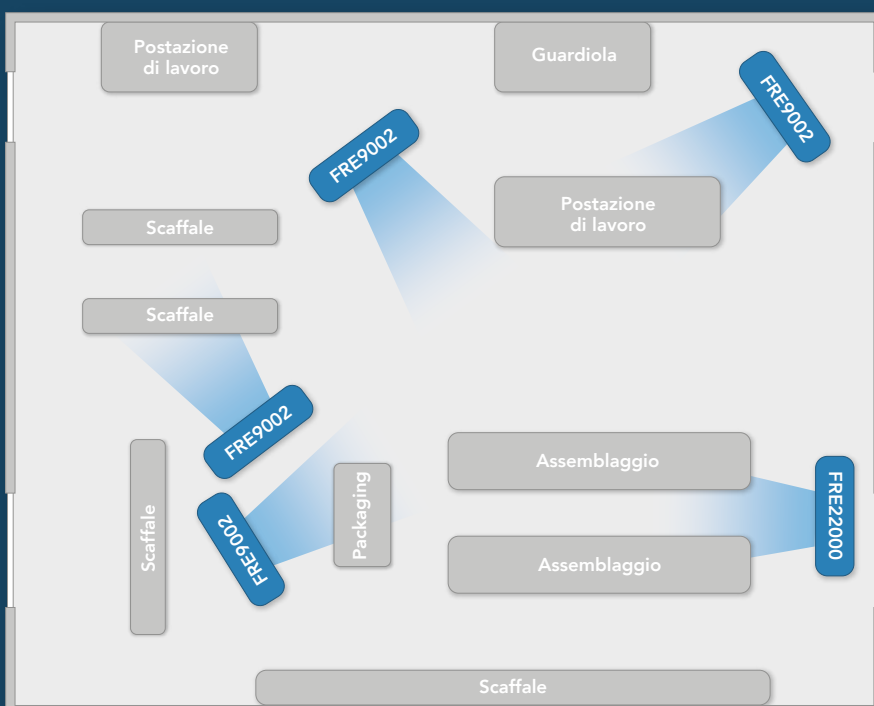 Postazione
di lavoro
Guardiola
FRE9002
FRE9002
Postazione
di lavoro
Scaffale
Scaffale
FRE9002
Assemblaggio
FRE22000
Packaging
Scaffale
FRE9002
Assemblaggio
Scaffale